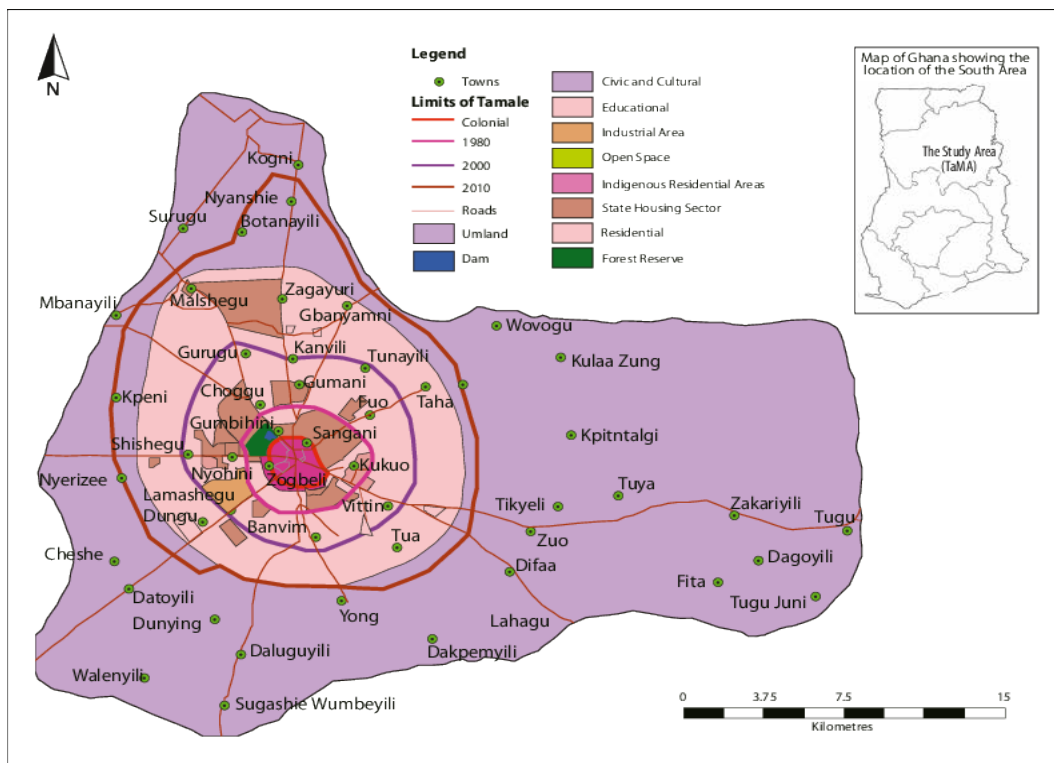 N
Legend
Towns
Limits of Tamale
Colonial
1980
2000
2010
Roads
Umland
Dam
Civic and Cultural
Educational
Industrial Area
Open Space
Indigenous Residential Areas
State Housing Sector
Residential
Forest Reserve
Map of Ghana showing the
location of the South Area
The Study Area
(TaMA)
Kogni
Nyanshie
Surugu
Botanayili
Mbanayili
Malshegu
Zagayuri
Gbanyamni
Wovogu
Gurugu
Kanvili
Tunayili
Kulaa Zung
Kpeni
Choggu
Gumani
Fuo
Taha
Gumbihini
Sangani
Kpitntalgi
Shishegu
Nyohini
Zogbeli
Kukuo
Nyerizee
Lamashegu
Dungu
Banvim
Vittin
Tikyeli
Tuya
Zakariyili
Tugu
Cheshe
Tua
Zuo
Difaa
Dagoyili
Fita
Datoyili
Yong
Tugu Juni
Dunying
Lahagu
Daluguyili
Dakpemyili
Walenyili
Sugashie Wumbeyili
0 3.75 7.5 15
Kilometres